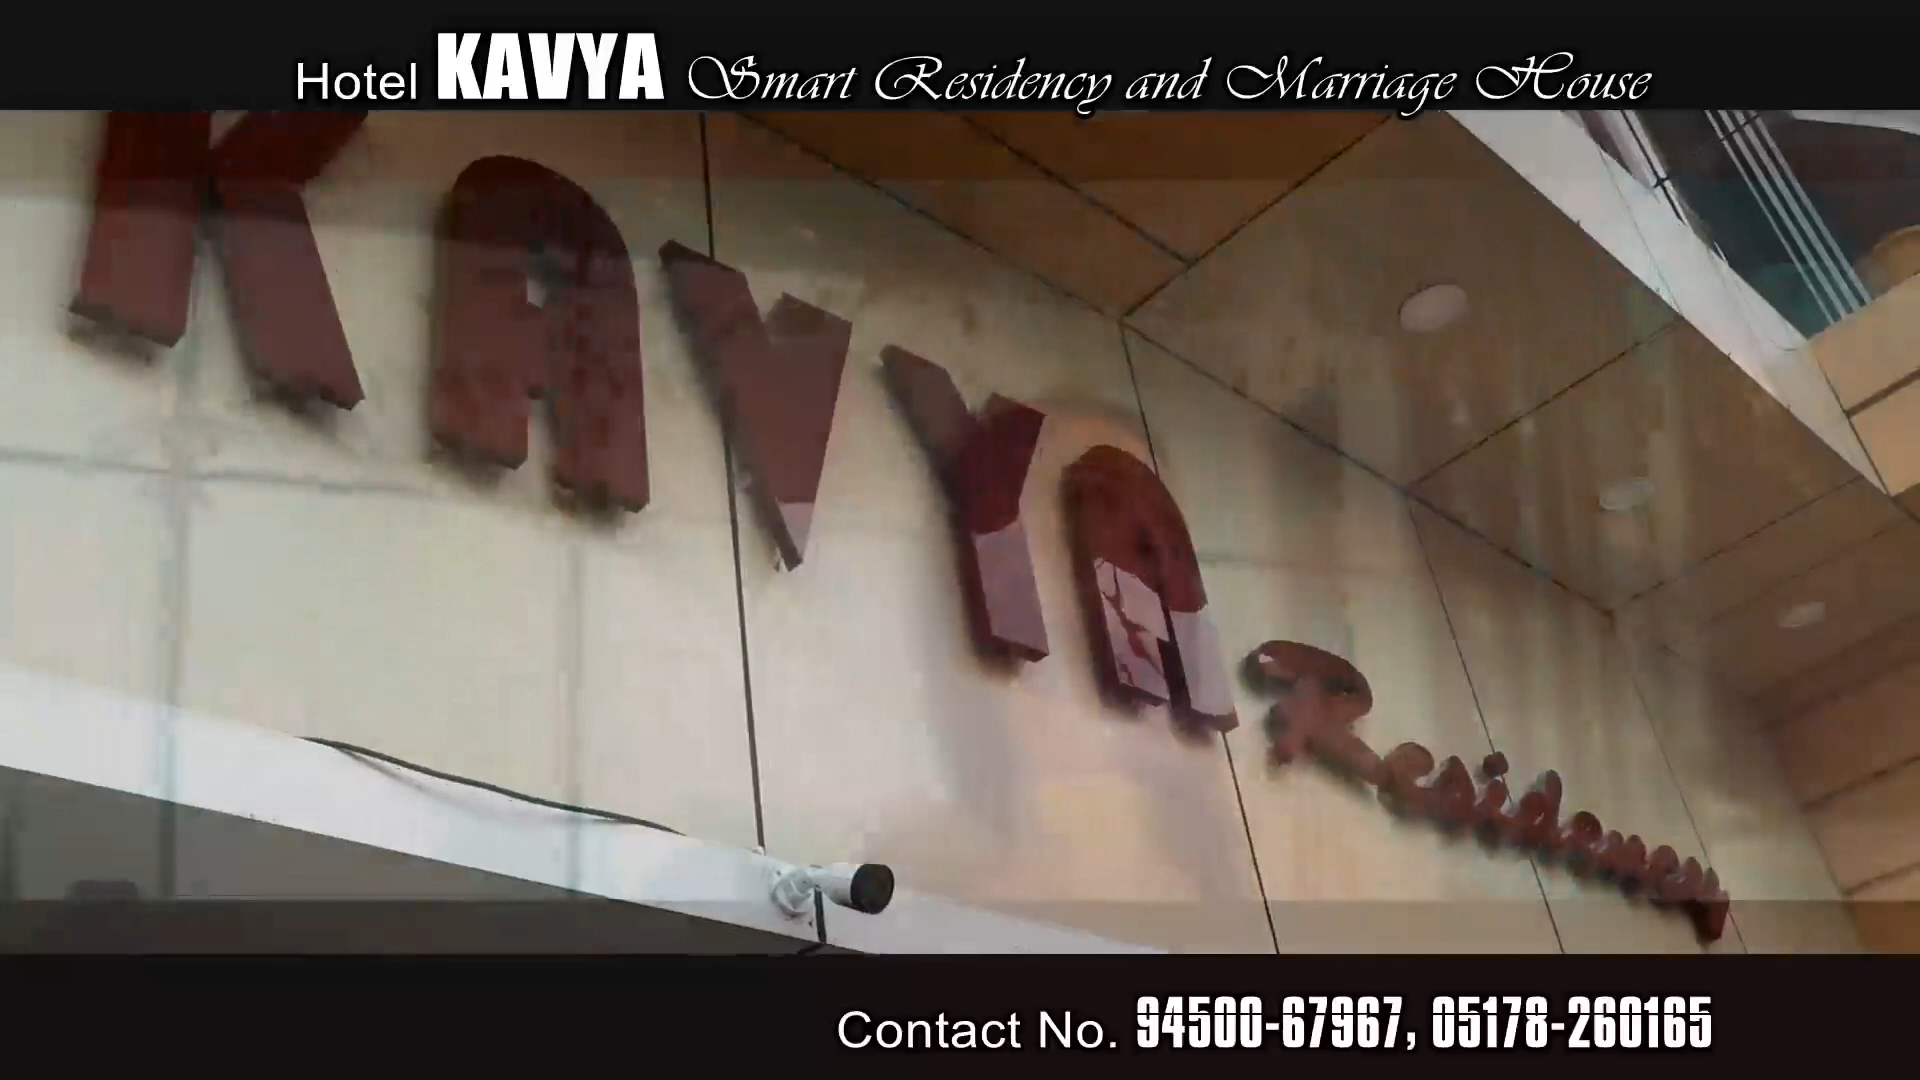 Hotel KAVYA Smart Residency and Marriage House
KAVYA Residency
Contact No. 94500-67967, 05178-260165